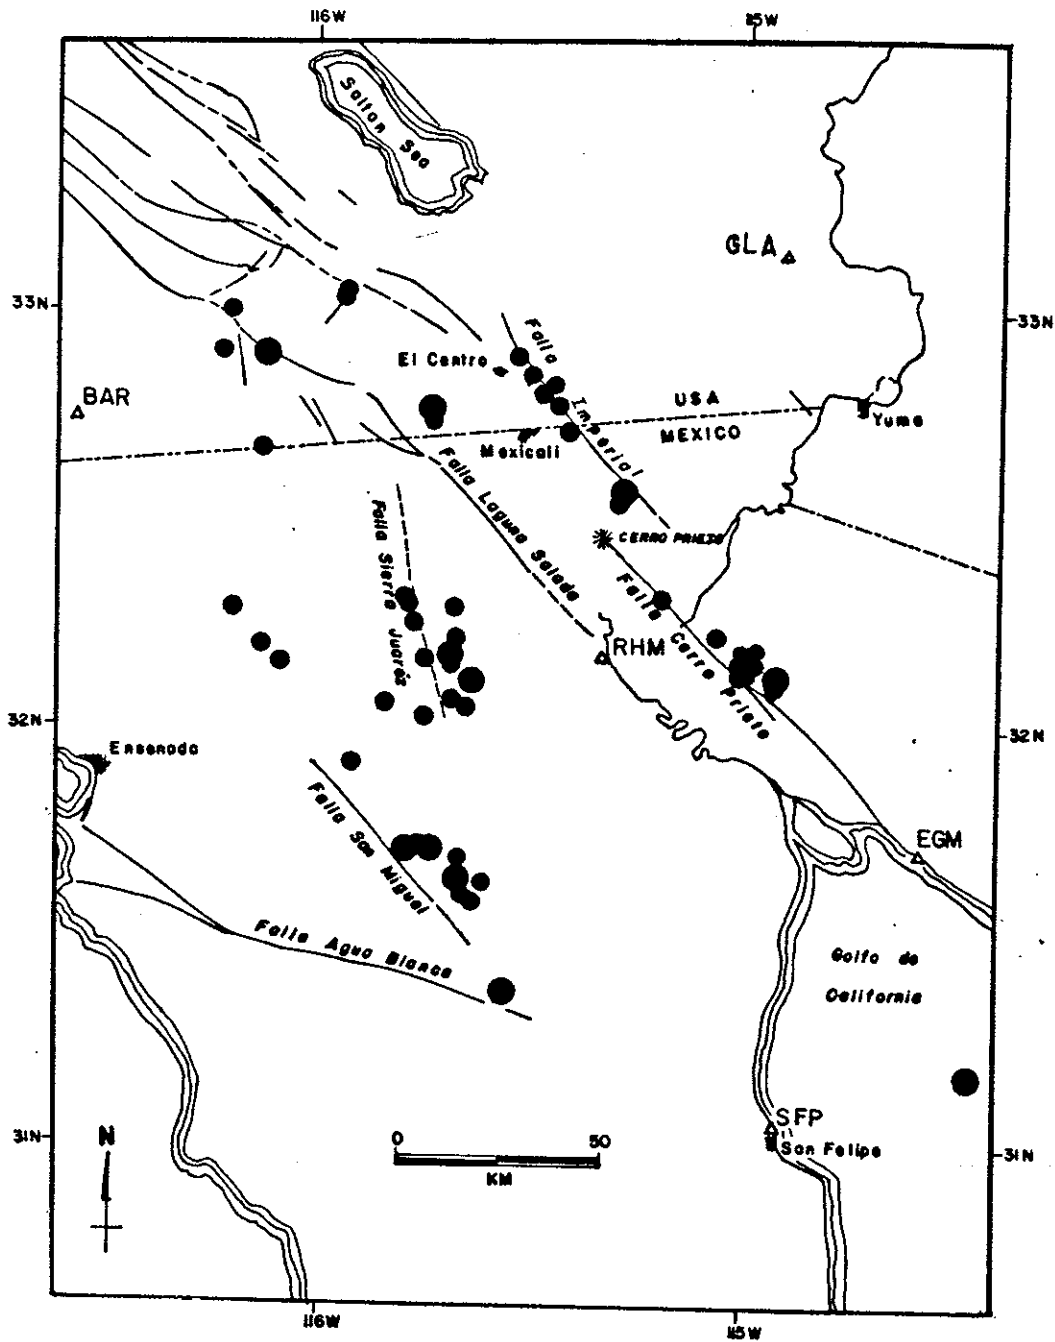 116W
115W
Salton Sea
GLA
33N
33N
Falla Imperial
El Centro
BAR
USA
MEXICO
Yuma
Mexicali
Falla Laguna Salada
Falla Sierra Juaréz
CERRO PRIETO
Falla Cerro Prieto
RHM
32N
32N
Ensenada
Falla San Miguel
EGM
Falla Agua Blanca
Golfo de
California
SFP
San Felipe
31N
31N
N
0
50
KM
116W
115W